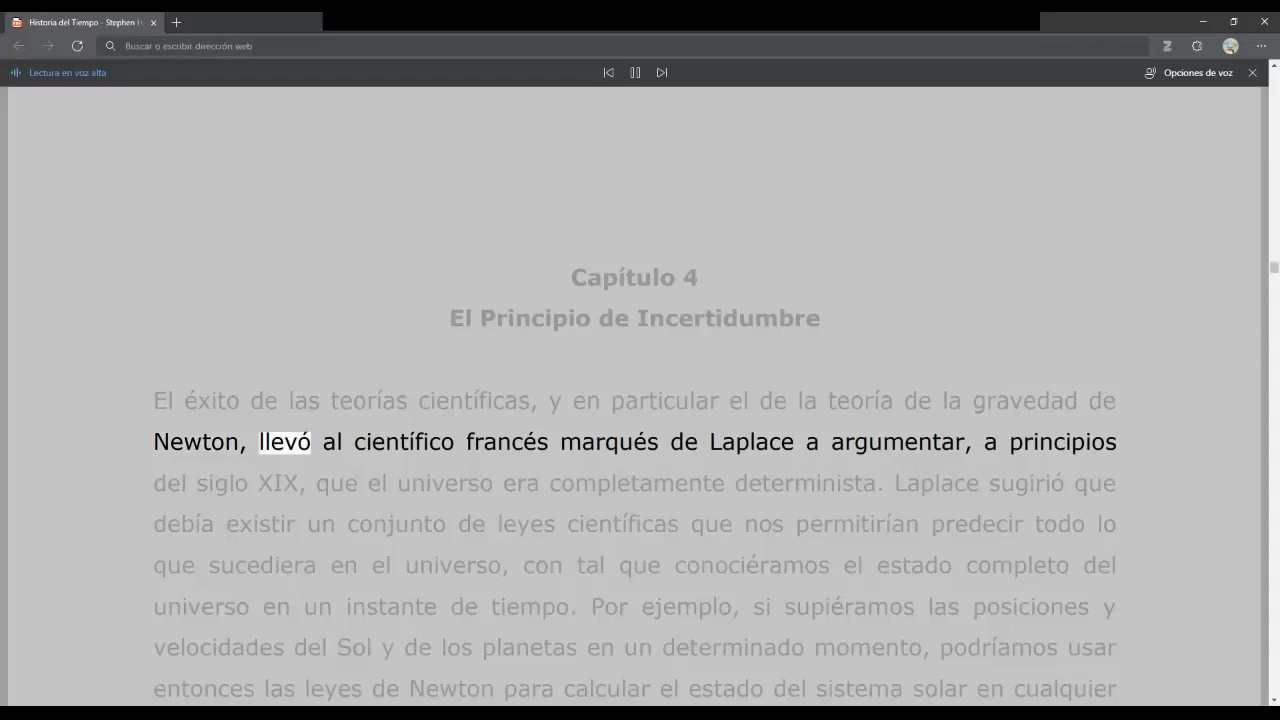 Historia del Tiempo - Stephen H
Buscar o escribir dirección web
Lectura en voz alta
Opciones de voz
Capítulo 4
El Principio de Incertidumbre
El éxito de las teorías científicas, y en particular el de la teoría de la gravedad de
Newton, llevó al científico francés marqués de Laplace a argumentar, a principios
del siglo XIX, que el universo era completamente determinista. Laplace sugirió que
debía existir un conjunto de leyes científicas que nos permitirían predecir todo lo
que sucediera en el universo, con tal que conociéramos el estado completo del
universo en un instante de tiempo. Por ejemplo, si supiéramos las posiciones y
velocidades del Sol y de los planetas en un determinado momento, podríamos usar
entonces las leyes de Newton para calcular el estado del sistema solar en cualquier